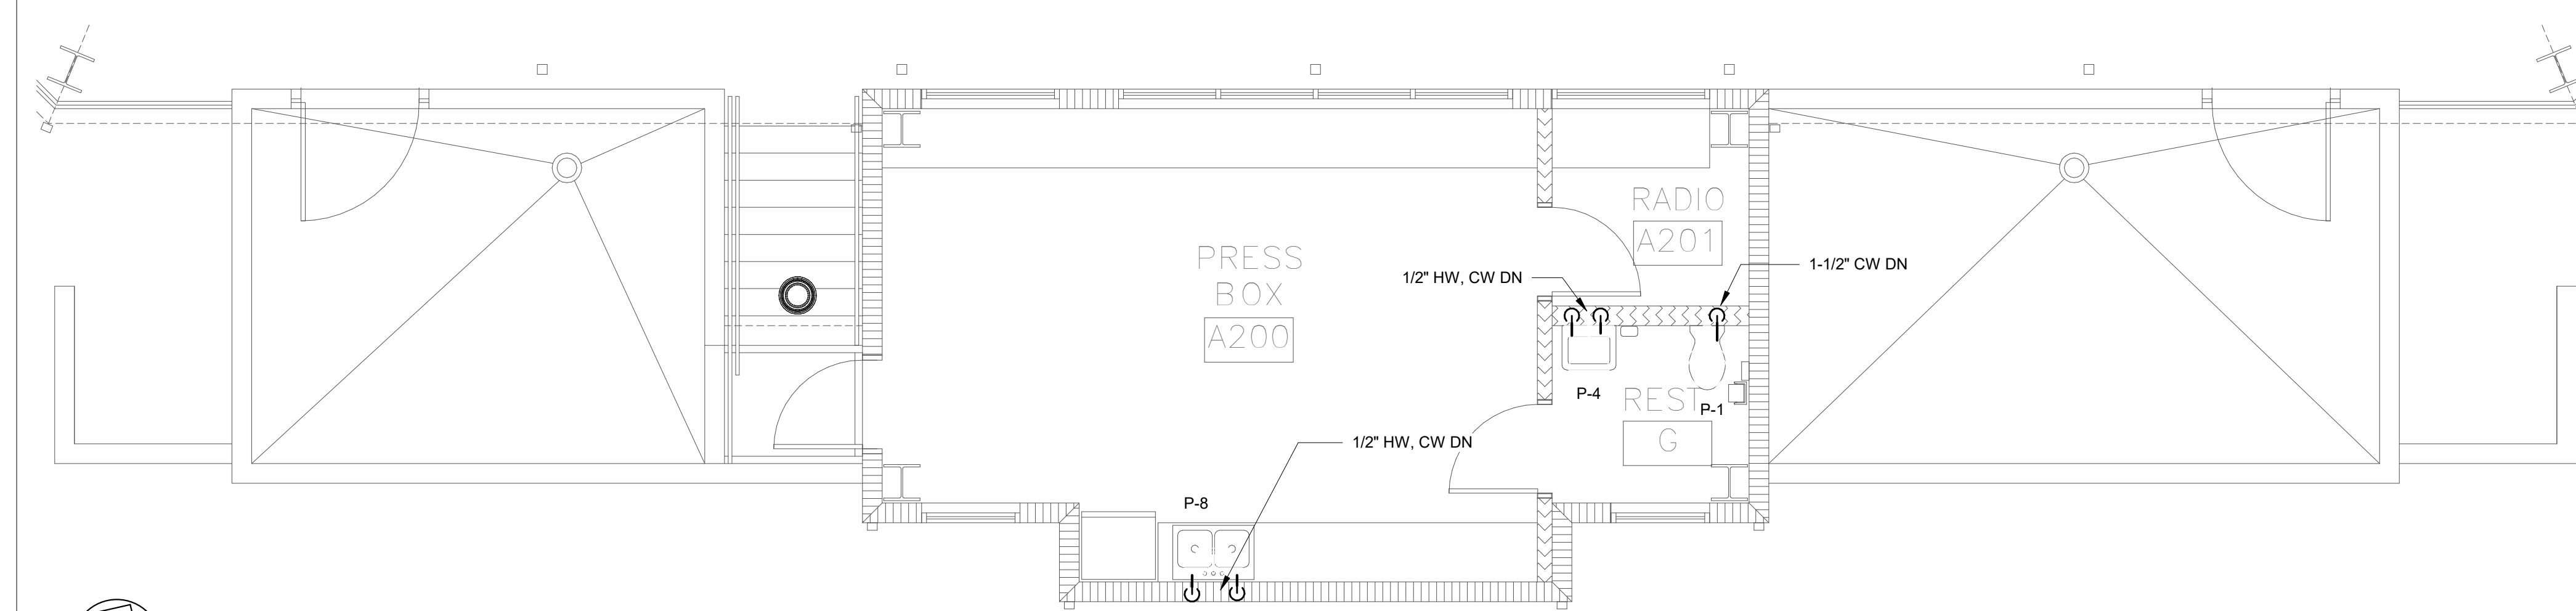 RADIO
A201
PRESS
BOX
A200
1/2" HW, CW DN
1-1/2" CW DN
P-4
REST
P-1
G
1/2" HW, CW DN
P-8